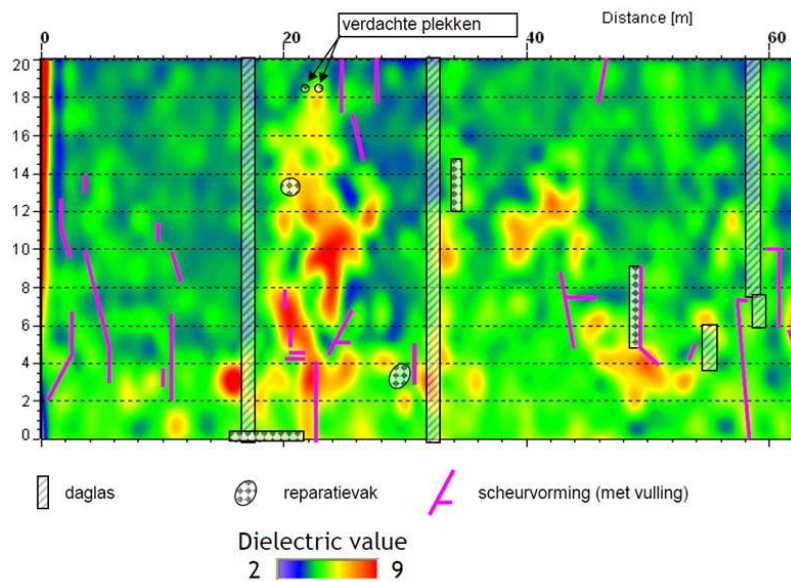 verdachte plekken
Distance [m]
0 20 40 60
20
18
16
14
12
10
8
6
4
2
0
daglas
reparatievak
scheurvorming (met vulling)
Dielectric value
2 9